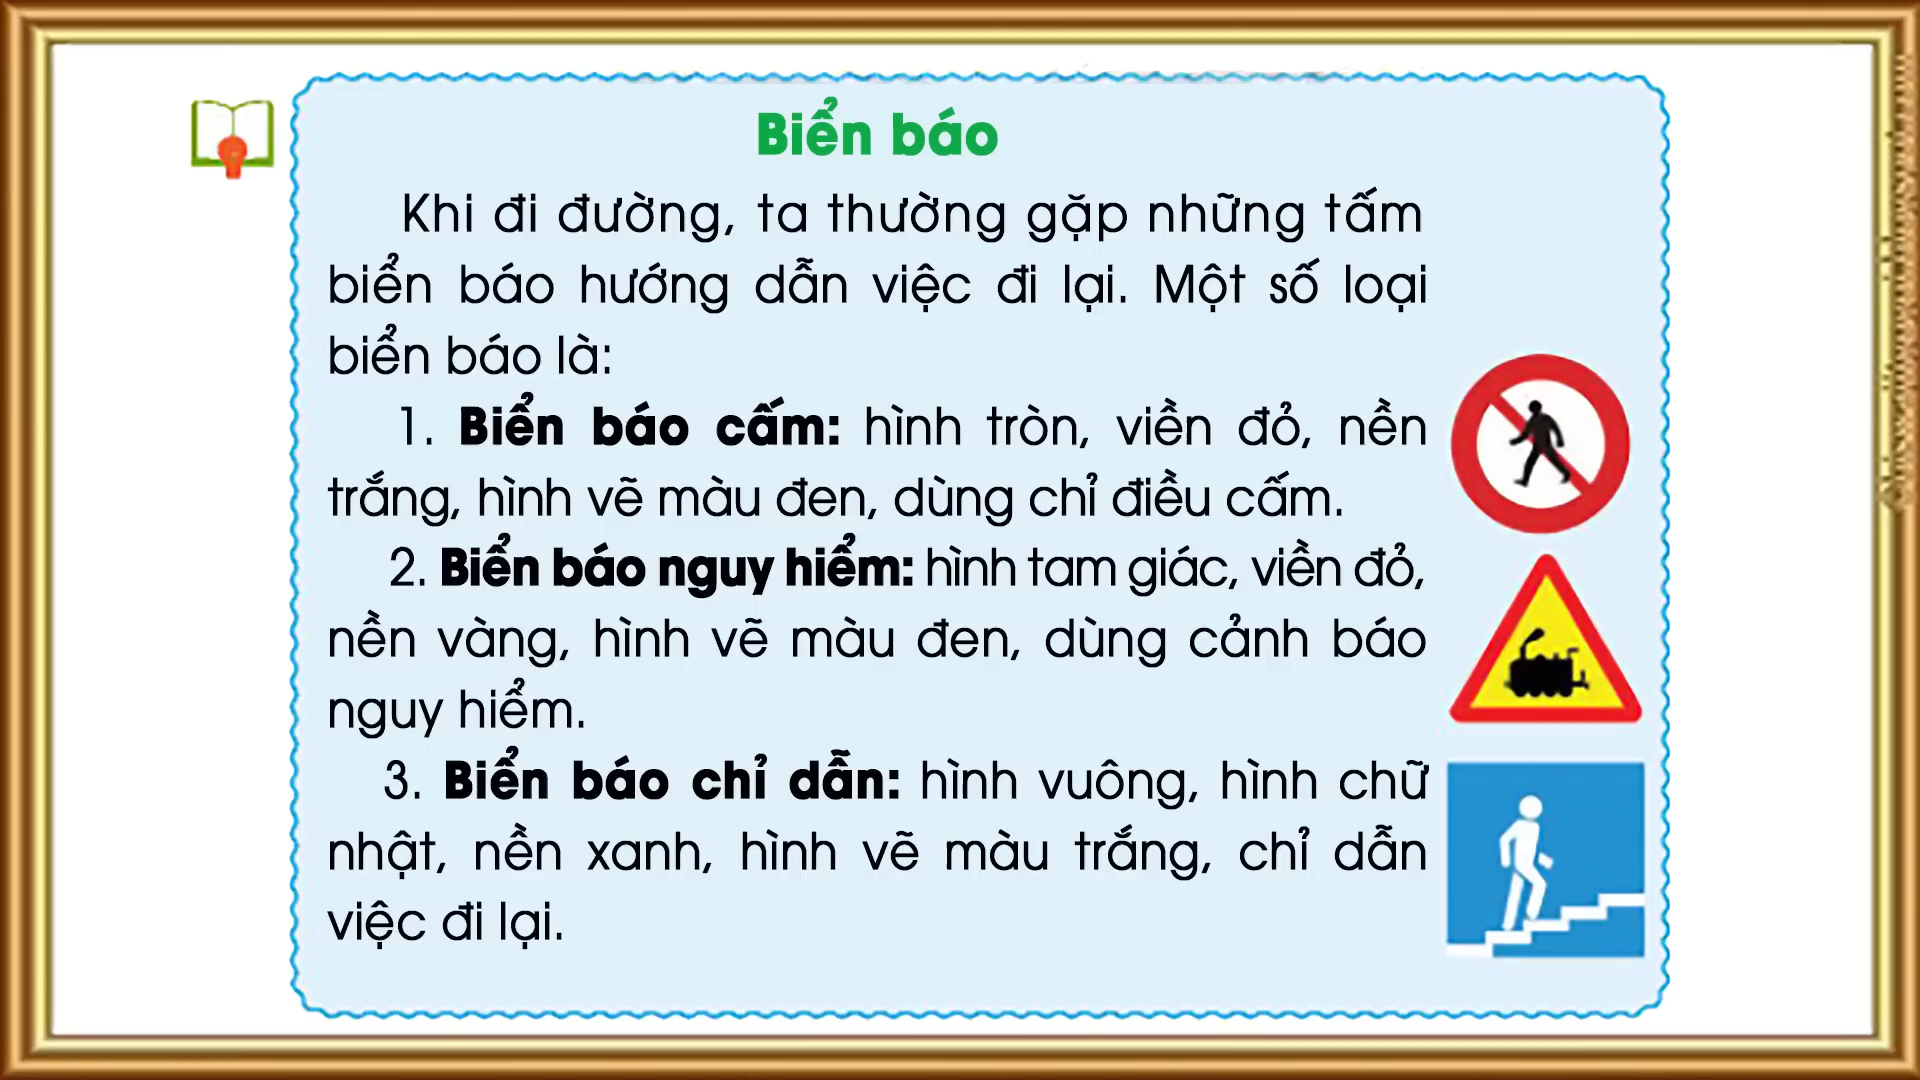 Biển báo
Khi đi đường, ta thường gặp những tấm
biển báo hướng dẫn việc đi lại. Một số loại
biển báo là:
1. Biển báo cấm: hình tròn, viền đỏ, nền
trắng, hình vẽ màu đen, dùng chỉ điều cấm.
2. Biển báo nguy hiểm: hình tam giác, viền đỏ,
nền vàng, hình vẽ màu đen, dùng cảnh báo
nguy hiểm.
3. Biển báo chỉ dẫn: hình vuông, hình chữ
nhật, nền xanh, hình vẽ màu trắng, chỉ dẫn
việc đi lại.